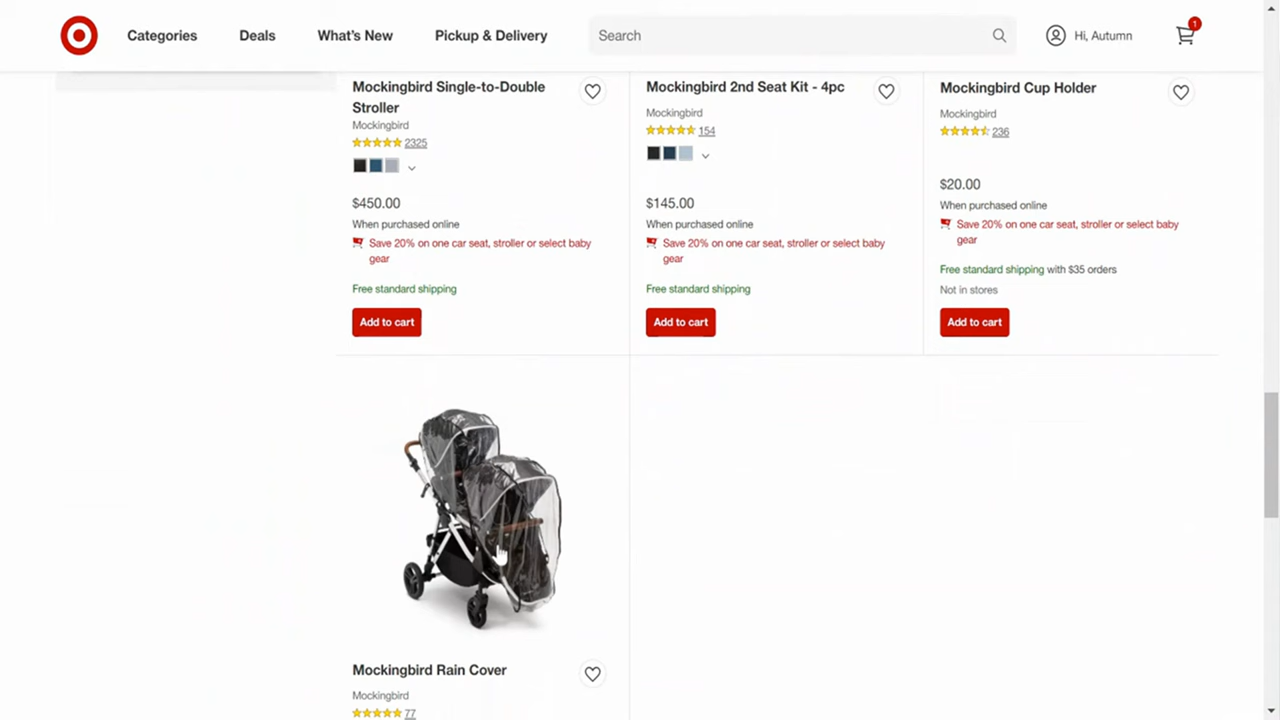 Categories
Deals
What's New
Pickup & Delivery
Search
Hi, Autumn
1
Mockingbird Single-to-Double
Stroller
Mockingbird
2325
$450.00
When purchased online
Save 20% on one car seat, stroller or select baby
gear
Free standard shipping
Add to cart
Mockingbird 2nd Seat Kit - 4pc
Mockingbird
154
$145.00
When purchased online
Save 20% on one car seat, stroller or select baby
gear
Free standard shipping
Add to cart
Mockingbird Cup Holder
Mockingbird
236
$20.00
When purchased online
Save 20% on one car seat, stroller or select baby
gear
Free standard shipping with $35 orders
Not in stores
Add to cart
Mockingbird Rain Cover
Mockingbird
77